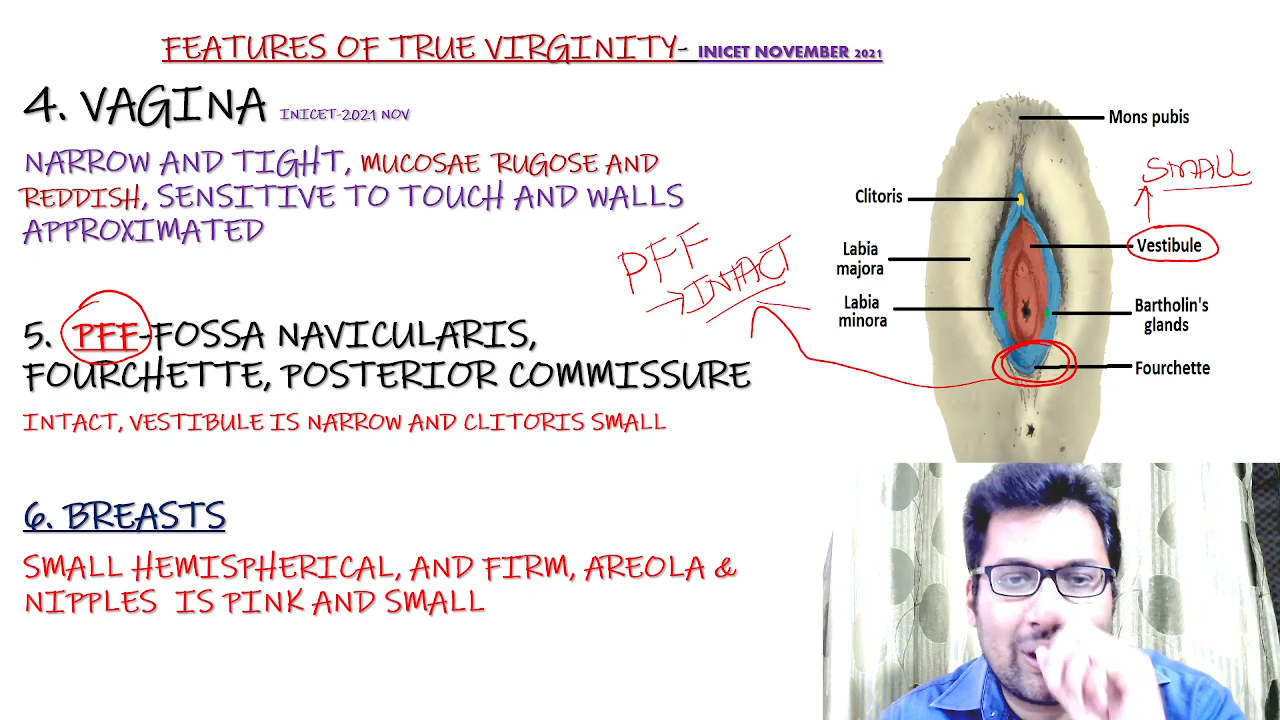 FEATURES OF TRUE VIRGINITY- INICET NOVEMBER 2021
4. VAGINA INICET-2021 NOV
NARROW AND TIGHT, MUCOSAE RUGOSE AND
REDDISH, SENSITIVE TO TOUCH AND WALLS
APPROXIMATED
5. PFF-FOSSA NAVICULARIS,
FOURCHETTE, POSTERIOR COMMISSURE
INTACT, VESTIBULE IS NARROW AND CLITORIS SMALL
6. BREASTS
SMALL HEMISPHERICAL, AND FIRM, AREOLA &
NIPPLES IS PINK AND SMALL
PFF
INTACT
Mons pubis
SMALL
Clitoris
Vestibule
Labia
majora
Labia
minora
Bartholin's
glands
Fourchette